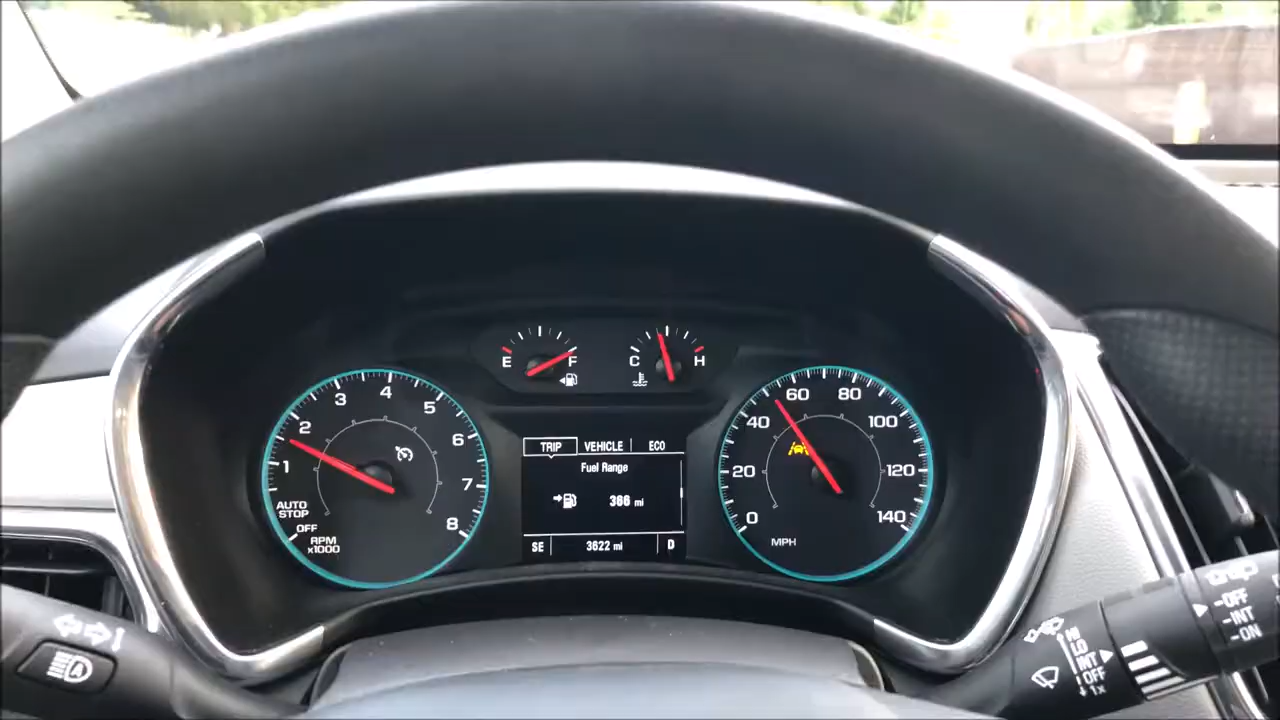 E F
C H
1 2 3 4 5 6 7 8
AUTO
STOP
OFF
RPM
x1000
TRIP VEHICLE ECO
Fuel Range
366 mi
SE 3622 mi D
0 20 40 60 80 100 120 140
MPH
A
HI
LO
INT
OFF
1x
-OFF
-INT
-ON